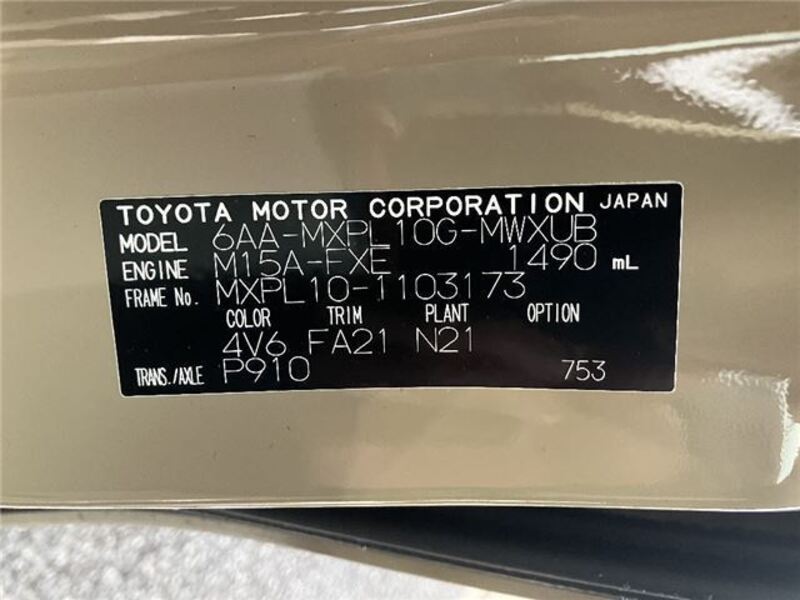 TOYOTA MOTOR CORPORATION JAPAN
MODEL 6AA-MXPL10G-MWXUB
ENGINE M15A-FXE 1490 mL
FRAME No. MXPL10-1103173
COLOR TRIM PLANT OPTION
4V6 FA21 N21
TRANS./AXLE P910 753